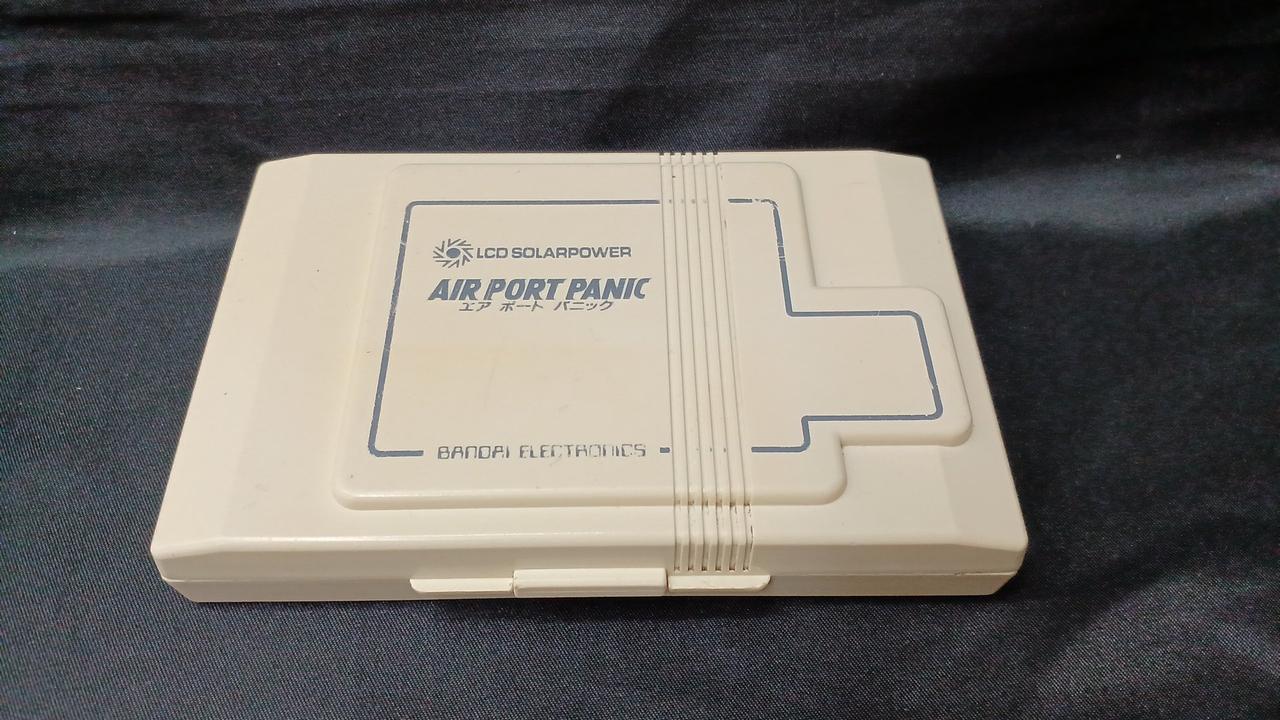 LCD SOLARPOWER
AIR PORT PANIC
エア ポート パニック
BANDAI ELECTRONICS